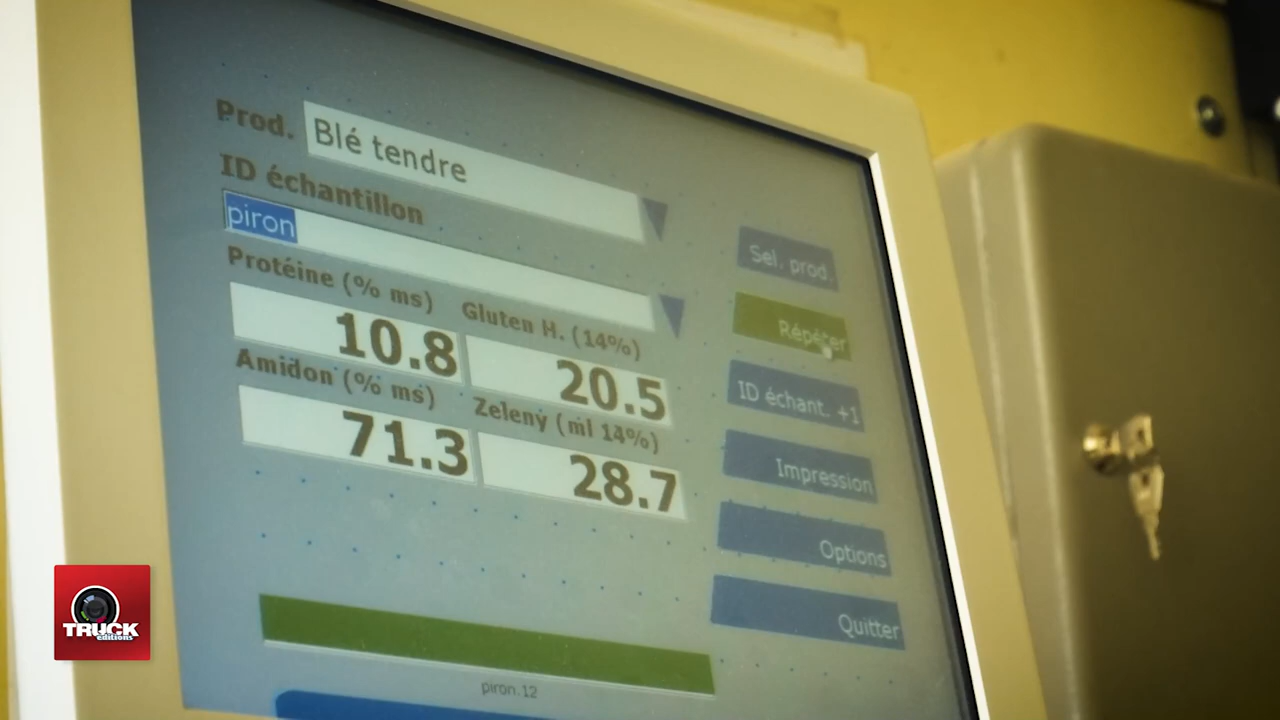 Prod. Blé tendre
ID échantillon
piron
Protéine (% ms) Gluten H. (14%)
10.8 20.5
Amidon (% ms) Zeleny (ml 14%)
71.3 28.7
Sel. prod.
Répéter
ID échant. +1
Impression
Options
Quitter
piron.12
TRUCK
editions